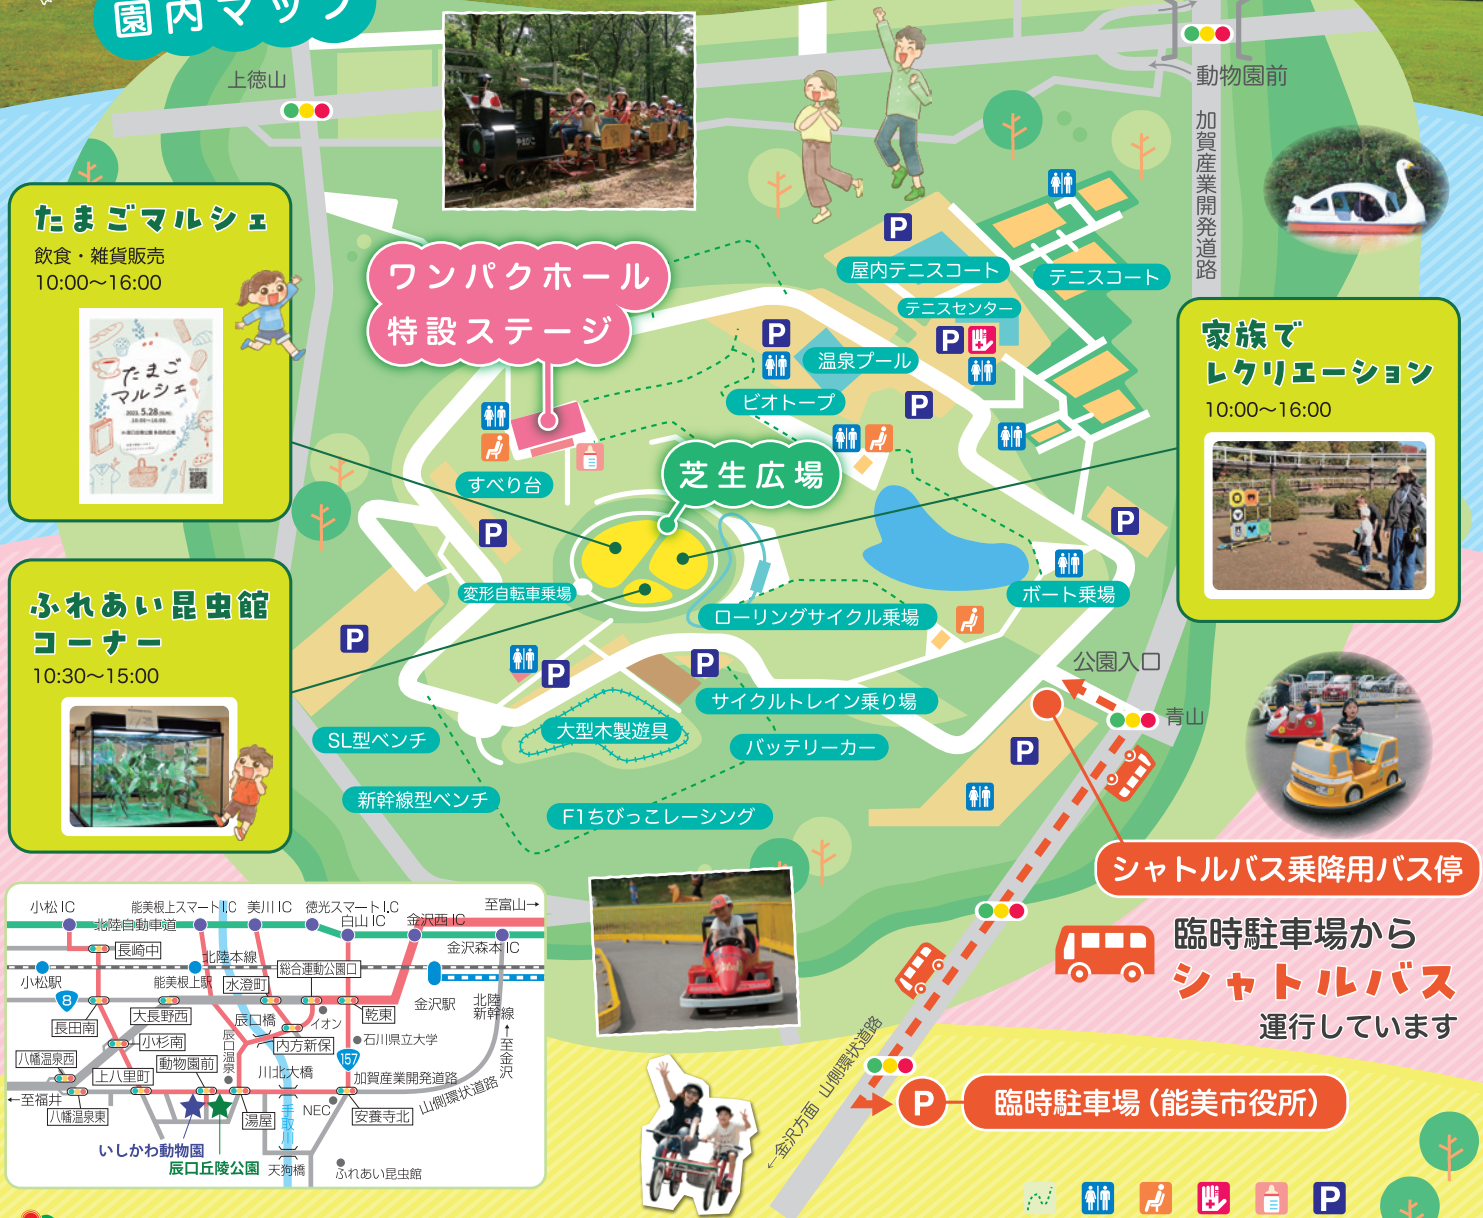 園内マップ
上徳山
動物園前
加賀産業開発道路
たまごマルシェ
飲食・雑貨販売
10:00〜16:00
たまご
マルシェ
2023. 5.28
10:00〜16:00
ワンパクホール
特設ステージ
屋内テニスコート
テニスコート
テニスセンター
P
P
P
P
温泉プール
ビオトープ
家族で
レクリエーション
10:00〜16:00
芝生広場
すべり台
P
P
変形自転車乗場
ローリングサイクル乗場
ボート乗場
ふれあい昆虫館
コーナー
10:30〜15:00
P
P
P
公園入口
サイクルトレイン乗り場
青山
大型木製遊具
SL型ベンチ
バッテリーカー
P
新幹線型ベンチ
F1ちびっこレーシング
シャトルバス乗降用バス停
臨時駐車場から
シャトルバス
運行しています
山側環状道路
←金沢方面
P
臨時駐車場（能美市役所）
P
小松 IC
能美根上スマートI.C
美川 IC
徳光スマートI.C
至富山→
北陸自動車道
白山 IC
金沢西 IC
金沢森本 IC
長崎中
北陸本線
総合運動公園口
小松駅
能美根上駅
水澄町
金沢駅
北陸
新幹線
8
長田南
大長野西
辰口橋
イオン
乾東
小杉南
内方新保
石川県立大学
→至金沢
辰口温泉
八幡温泉西
動物園前
157
上八里町
川北大橋
加賀産業開発道路
山側環状道路
←至福井
八幡温泉東
湯屋
手取川
NEC
安養寺北
いしかわ動物園
辰口丘陵公園
天狗橋
ふれあい昆虫館